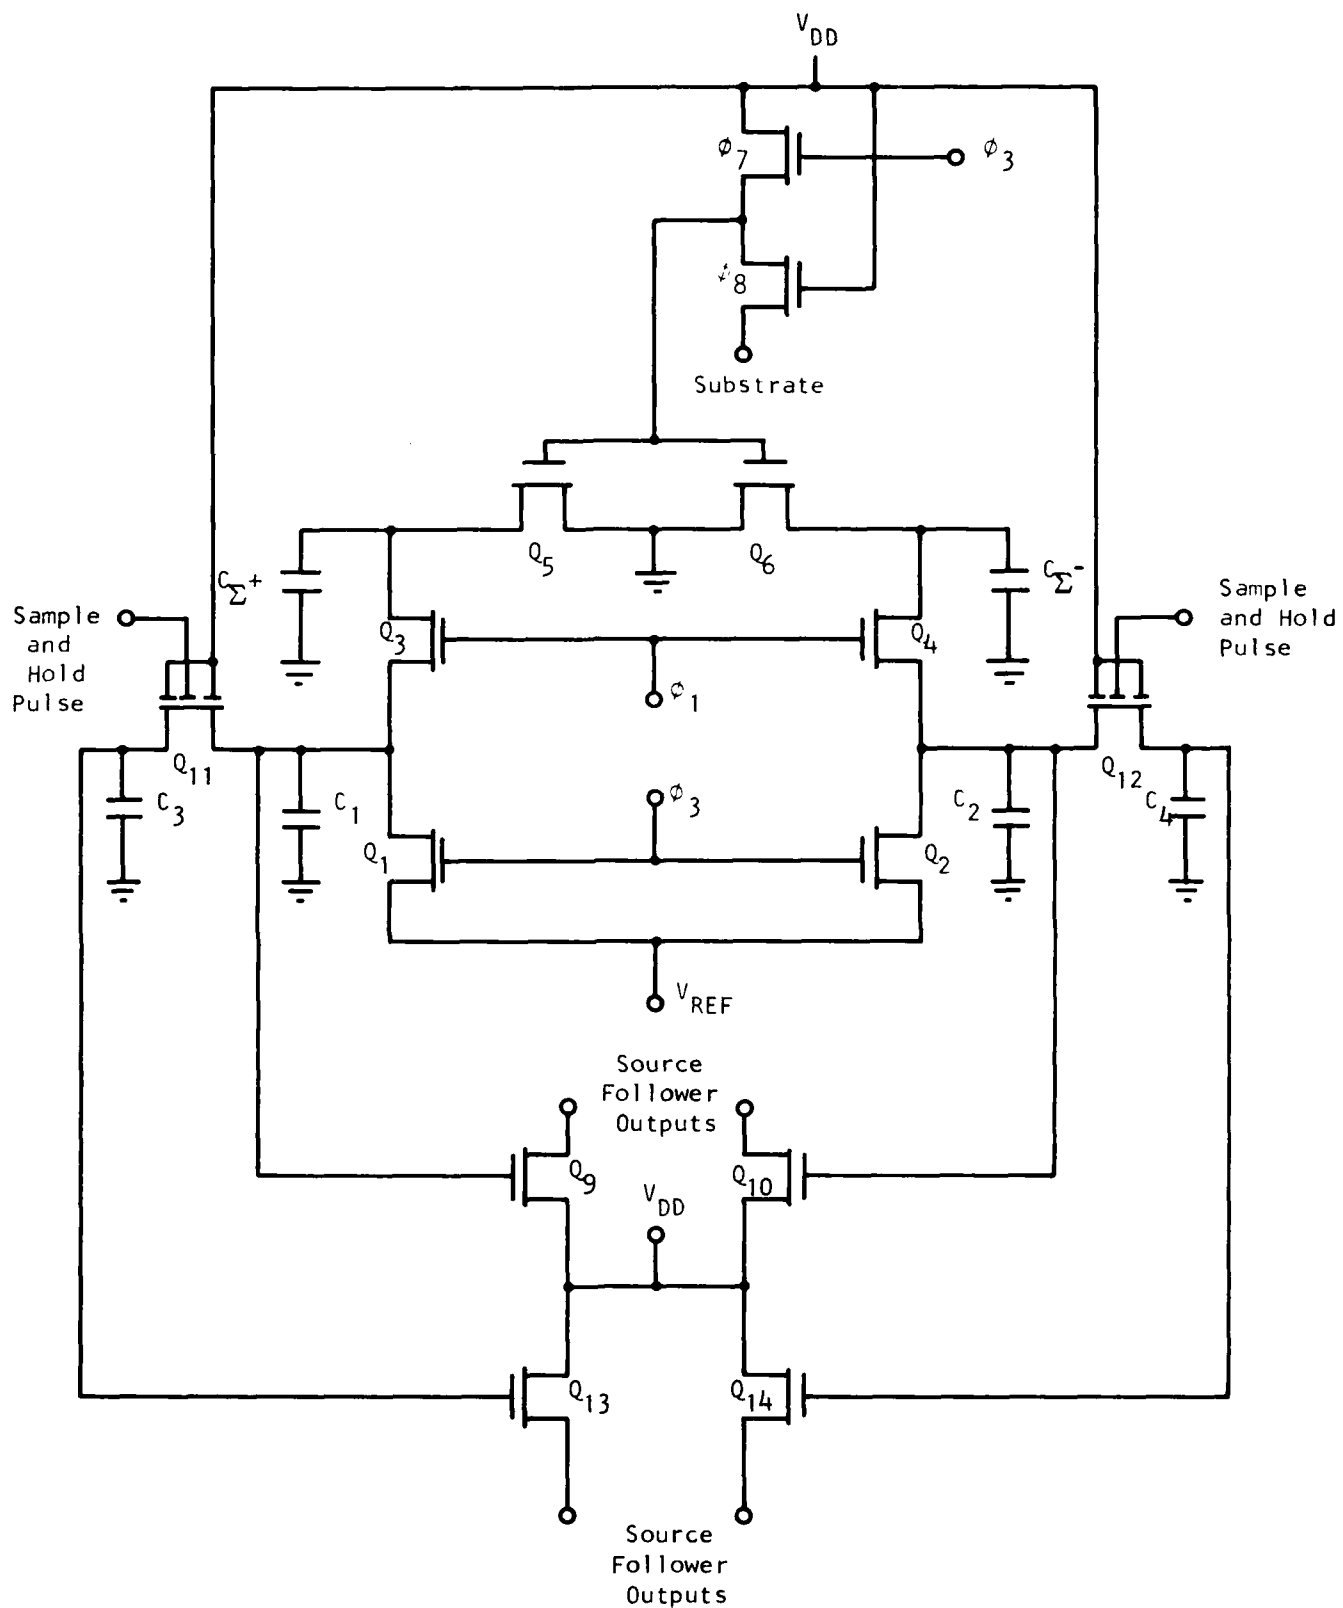 V_DD
ϕ_7
ϕ_3
ϕ_8
Substrate
Q_5
Q_6
C_Σ+
C_Σ-
Sample
and
Hold
Pulse
Sample
and Hold
Pulse
Q_3
Q_4
ϕ_1
Q_11
Q_12
C_3
C_1
ϕ_3
C_2
C_4
Q_1
Q_2
V_REF
Source
Follower
Outputs
Q_9
Q_10
V_DD
Q_13
Q_14
Source
Follower
Outputs